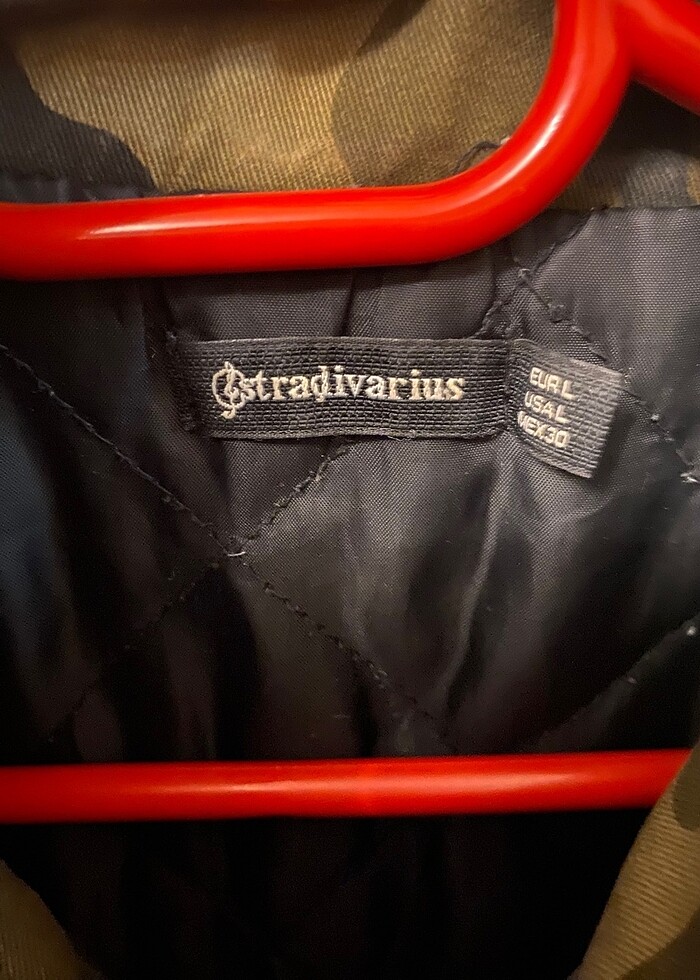 stradivarius
EUR L
USA L
MEX 30